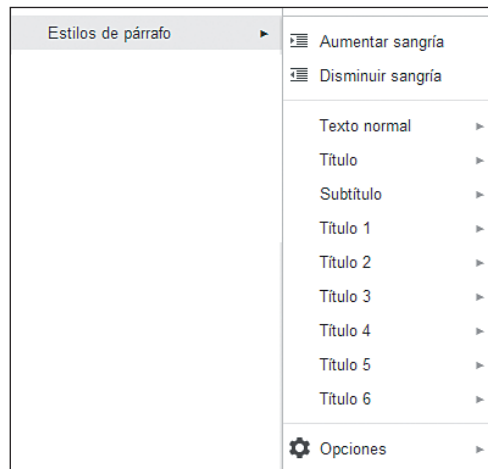 Estilos de párrafo
Aumentar sangría
Disminuir sangría
Texto normal
Título
Subtítulo
Título 1
Título 2
Título 3
Título 4
Título 5
Título 6
Opciones